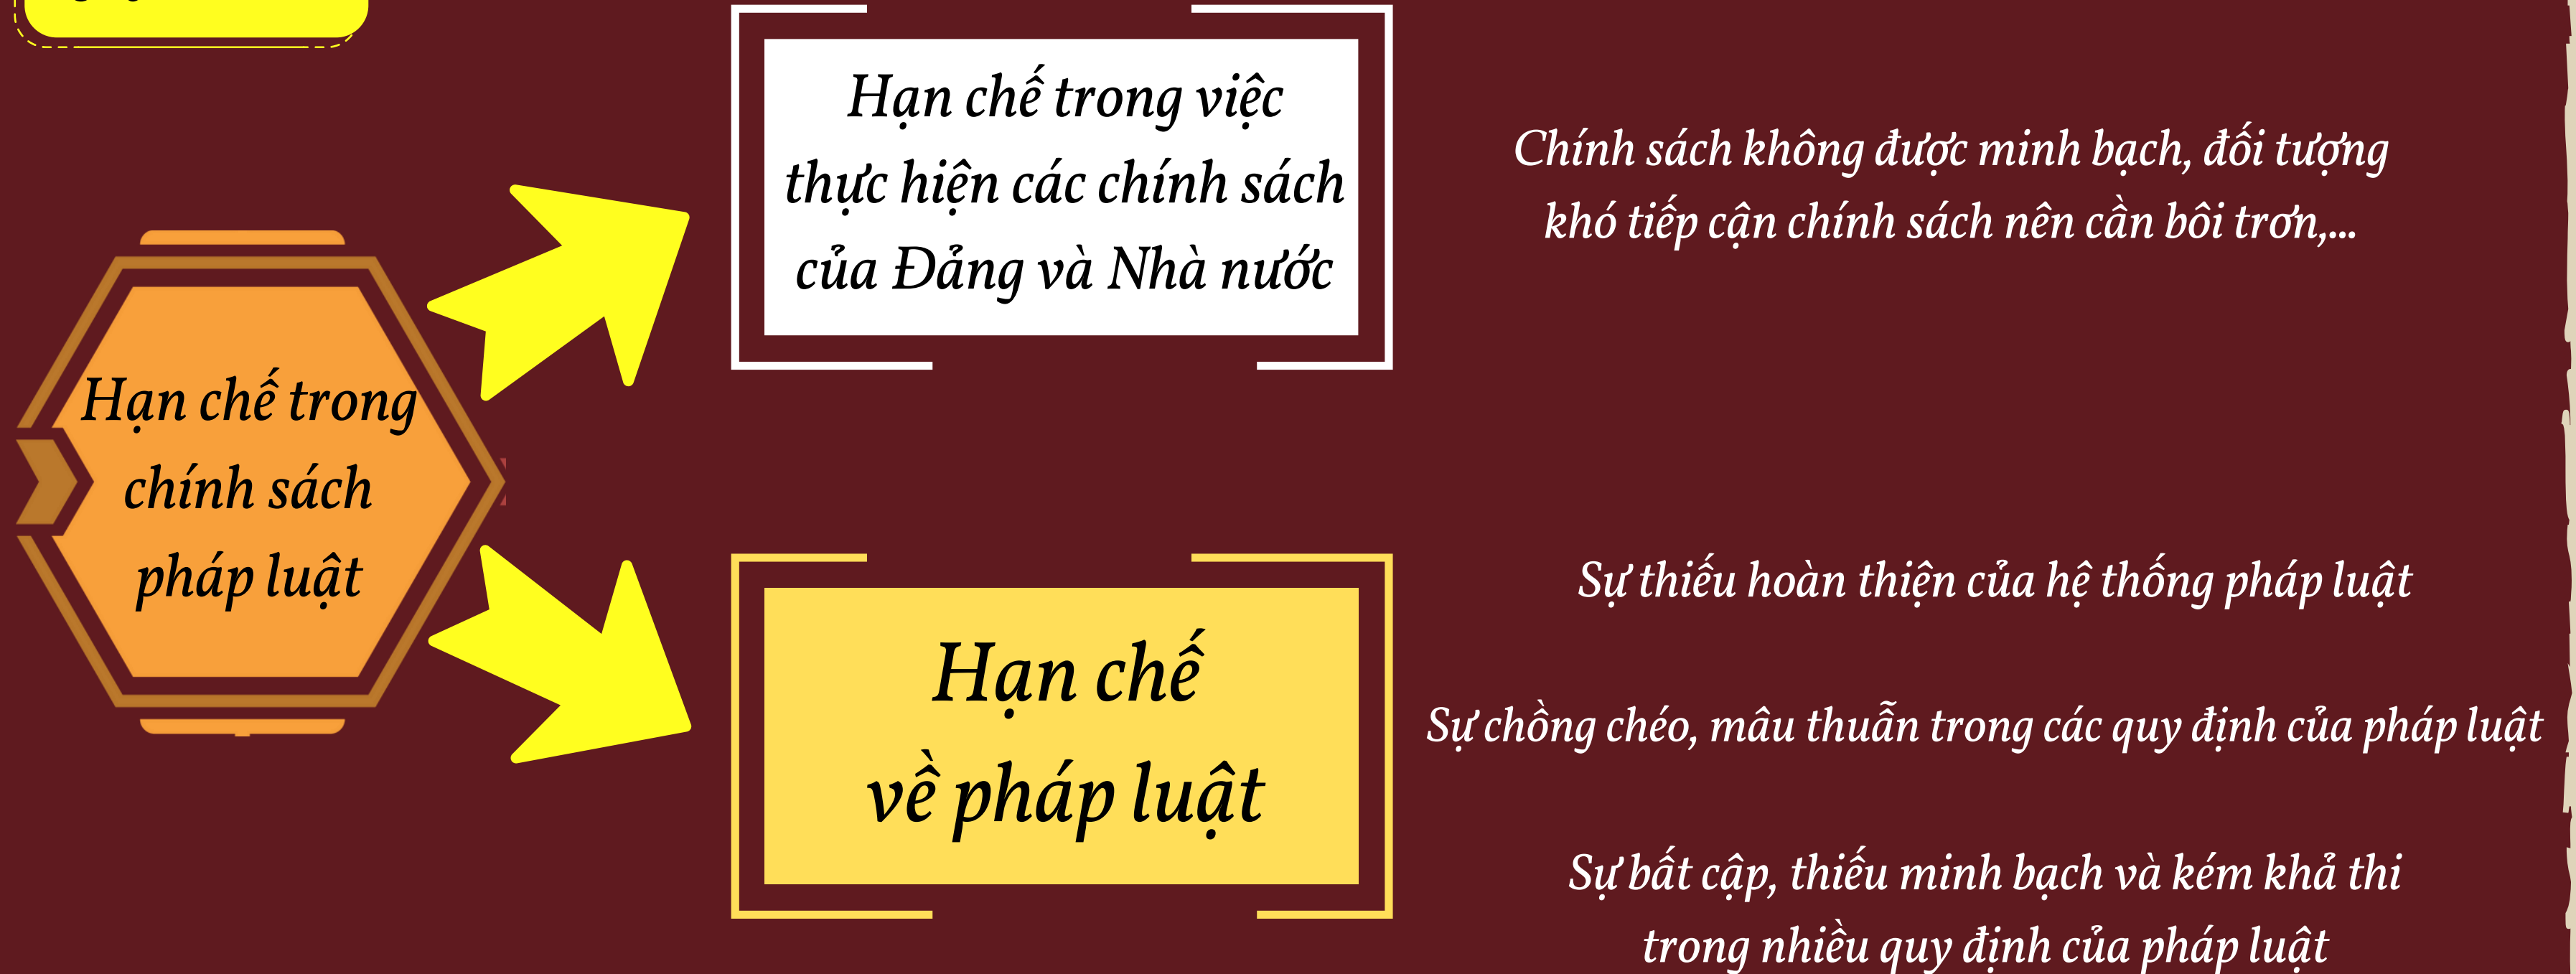 Hạn chế trong
chính sách
pháp luật
Hạn chế trong việc
thực hiện các chính sách
của Đảng và Nhà nước
Chính sách không được minh bạch, đối tượng
khó tiếp cận chính sách nên cần bôi trơn,...
Hạn chế
về pháp luật
Sự thiếu hoàn thiện của hệ thống pháp luật
Sự chồng chéo, mâu thuẫn trong các quy định của pháp luật
Sự bất cập, thiếu minh bạch và kém khả thi
trong nhiều quy định của pháp luật